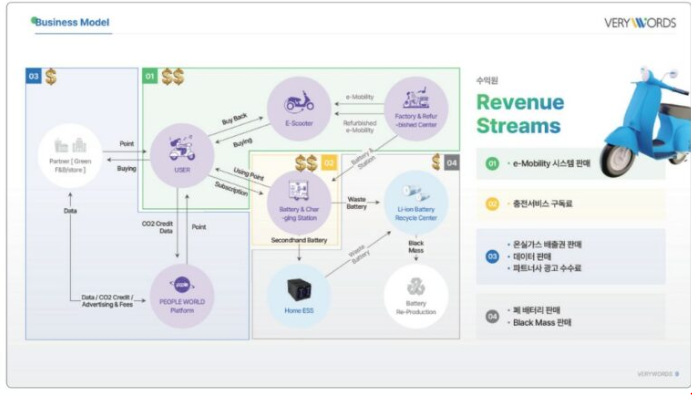 Business Model
VERYWORDS
03
01
02
04
e-Mobility
Refurbished
e-Mobility
Buy Back
Buying
E-Scooter
Factory & Refur
-bished Center
Partner [ Green
F&B/store ]
Point
Buying
USER
Using Point
Subscription
Battery &
Station
Battery & Char
-ging Station
Waste
Battery
Li-ion Battery
Recycle Center
Data
CO2 Credit
Data
Point
Secondhand Battery
Waste
Battery
Black
Mass
PEOPLE WORLD
Platform
Data / CO2 Credit /
Advertising & Fees
Home ESS
Battery
Re-Production
수익원
Revenue
Streams
01 · e-Mobility 시스템 판매
02 · 충전서비스 구독료
03 · 온실가스 배출권 판매
· 데이터 판매
· 파트너사 광고 수수료
04 · 폐 배터리 판매
· Black Mass 판매
VERYWORDS 9